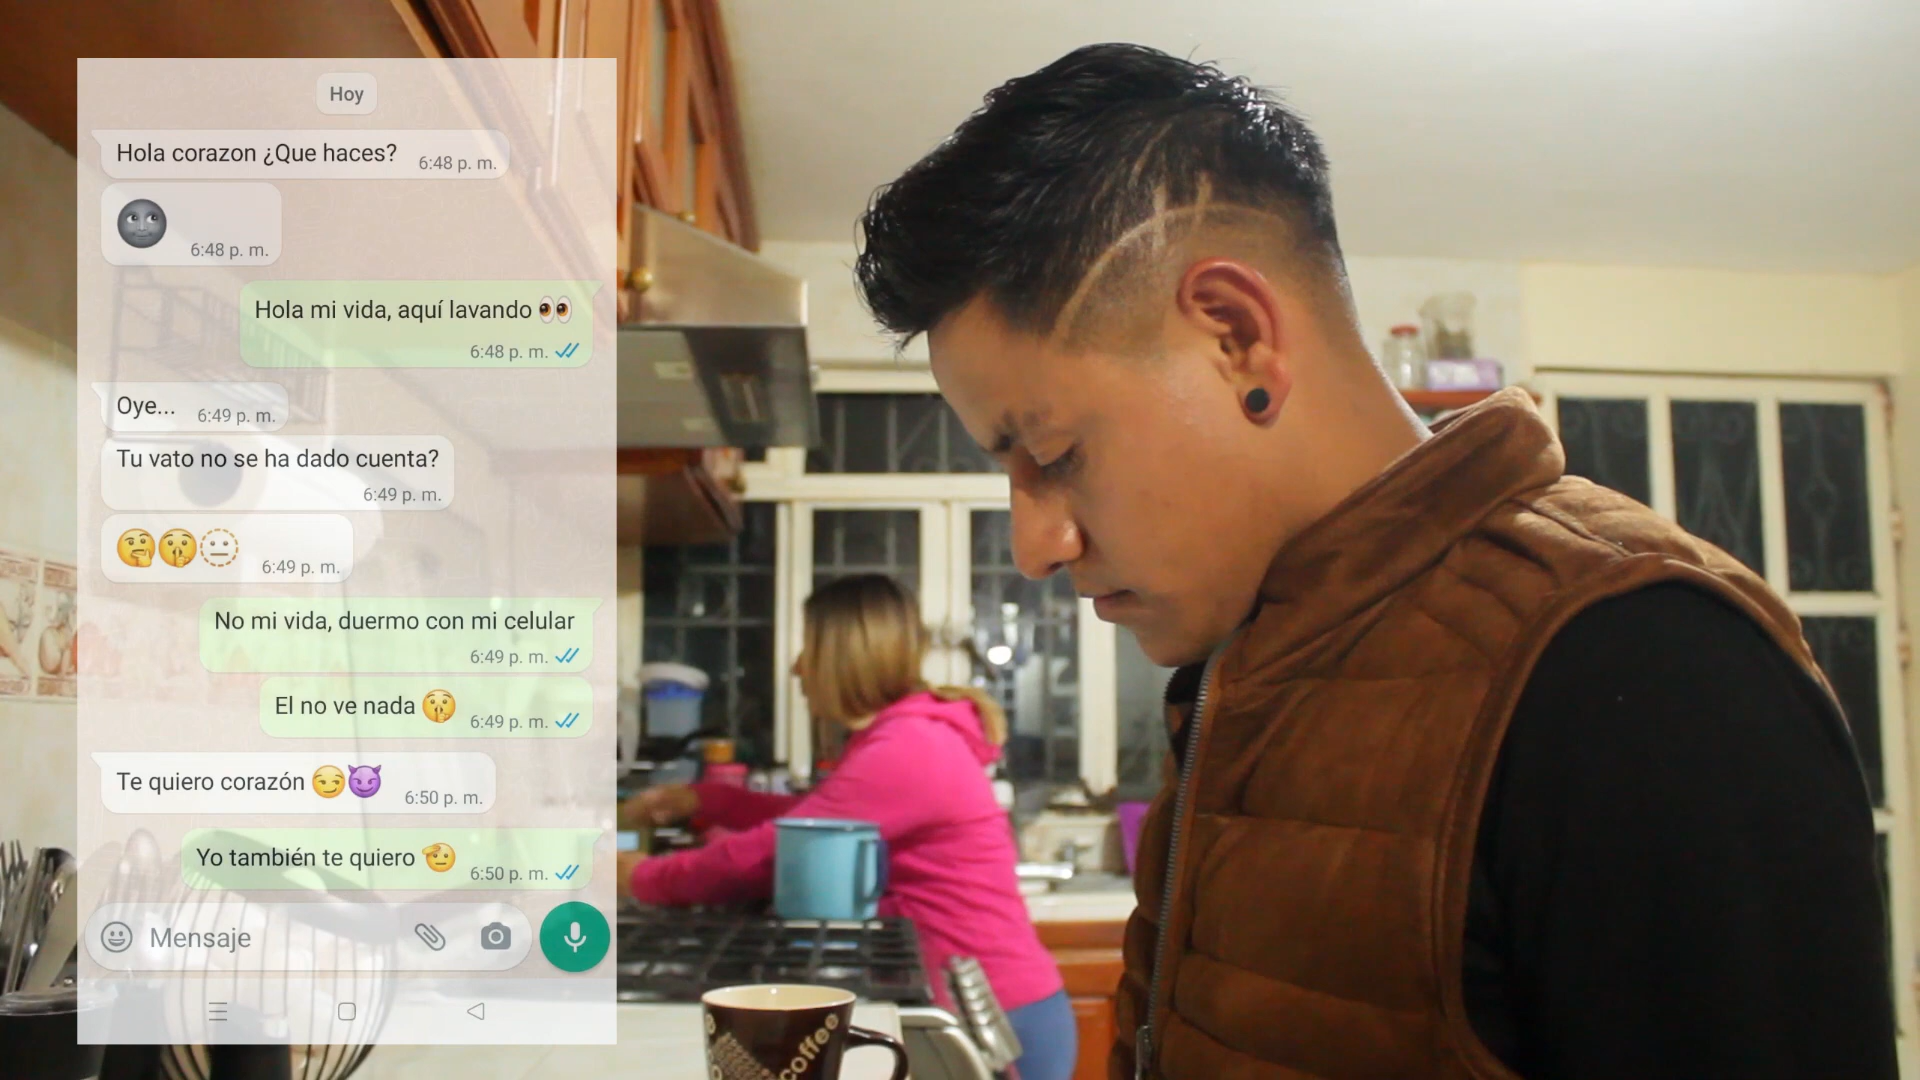 Hoy
Hola corazon ¿Que haces? 6:48 p. m.
🌚 6:48 p. m.
Hola mi vida, aquí lavando 👀
6:48 p. m.
Oye... 6:49 p. m.
Tu vato no se ha dado cuenta?
6:49 p. m.
🤔🤫🫥 6:49 p. m.
No mi vida, duermo con mi celular
6:49 p. m.
El no ve nada 🤫 6:49 p. m.
Te quiero corazón 😏😈 6:50 p. m.
Yo también te quiero 🫡 6:50 p. m.
Mensaje
coffee